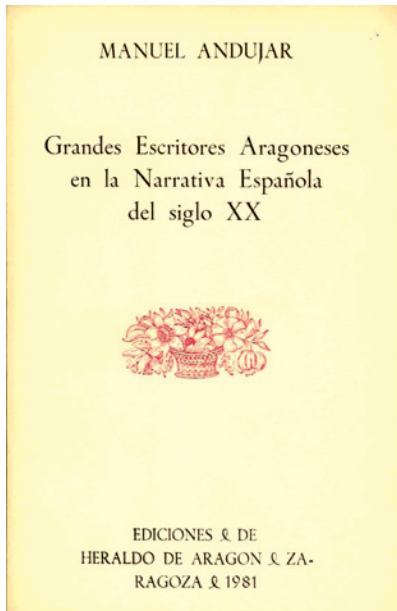 MANUEL ANDUJAR
Grandes Escritores Aragoneses
en la Narrativa Española
del siglo XX
EDICIONES & DE
HERALDO DE ARAGON & ZA-
RAGOZA & 1981